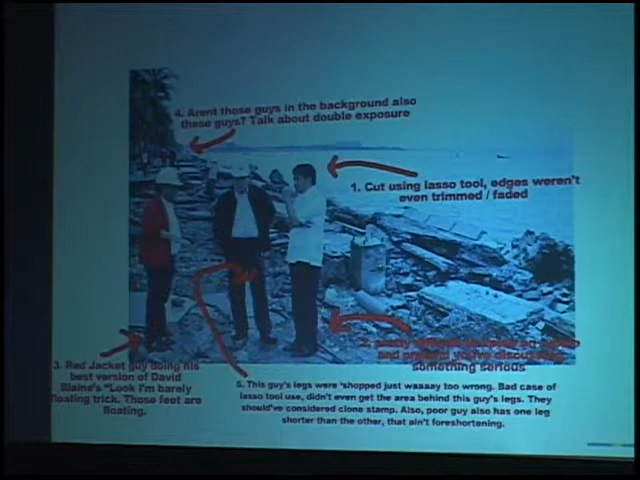 4. Arent those guys in the background also
these guys? Talk about double exposure
1. Cut using lasso tool, edges weren't
even trimmed / faded
2.
and you're
something serious
3. Red Jacket guy doing his
best version of David
Blaine's "Look I'm barely
floating trick. Those feet are
floating.
5. This guy's legs were 'shopped just waaaay too wrong. Bad case of
lasso tool use, didn't even get the area behind this guy's legs. They
should've considered clone stamp. Also, poor guy also has one leg
shorter than the other, that ain't foreshortening.